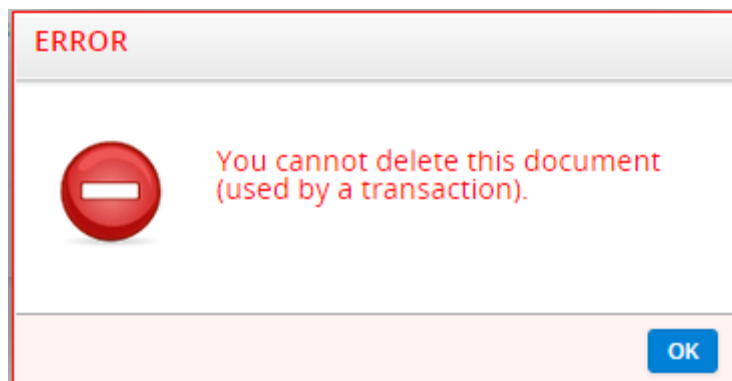 ERROR
You cannot delete this document
(used by a transaction).
OK